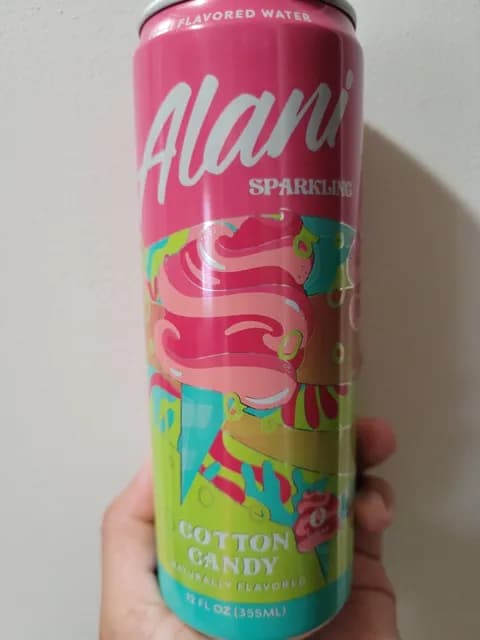 FLAVORED WATER
Alani
SPARKLING
COTTON
CANDY
NATURALLY FLAVORED
12 FL OZ (355ML)